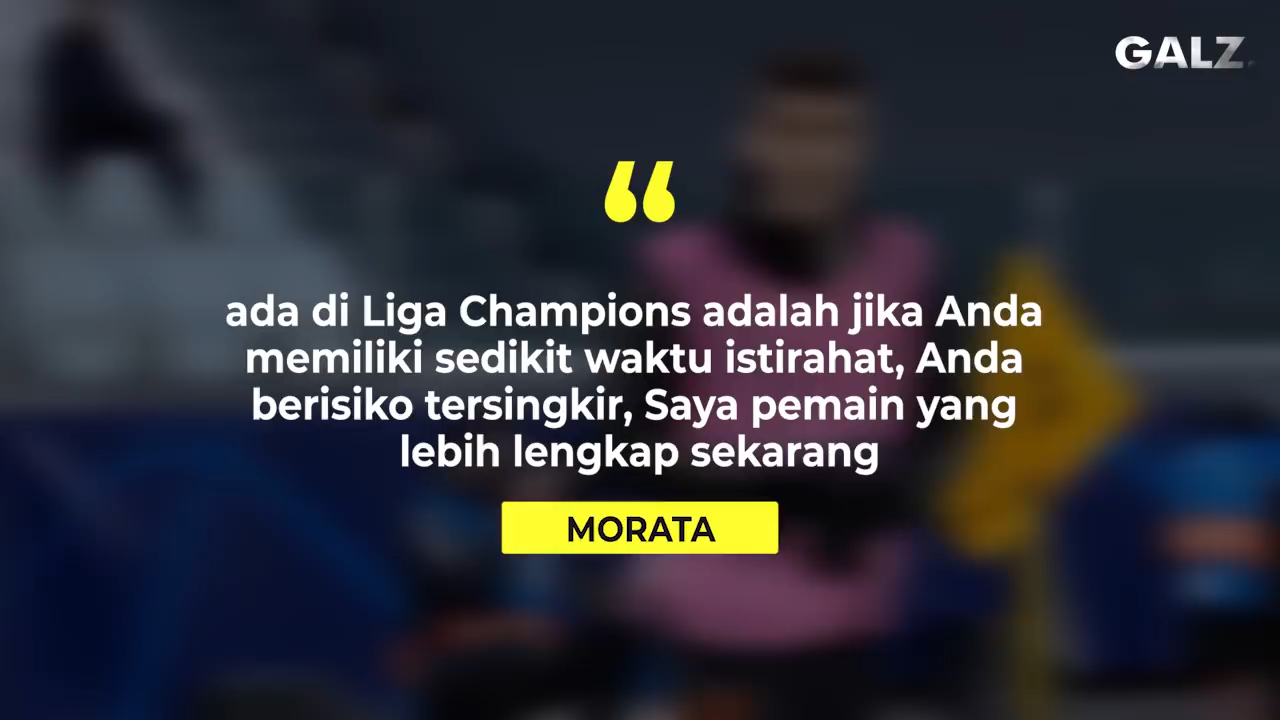 GALZ.
“
ada di Liga Champions adalah jika Anda
memiliki sedikit waktu istirahat, Anda
berisiko tersingkir, Saya pemain yang
lebih lengkap sekarang
MORATA